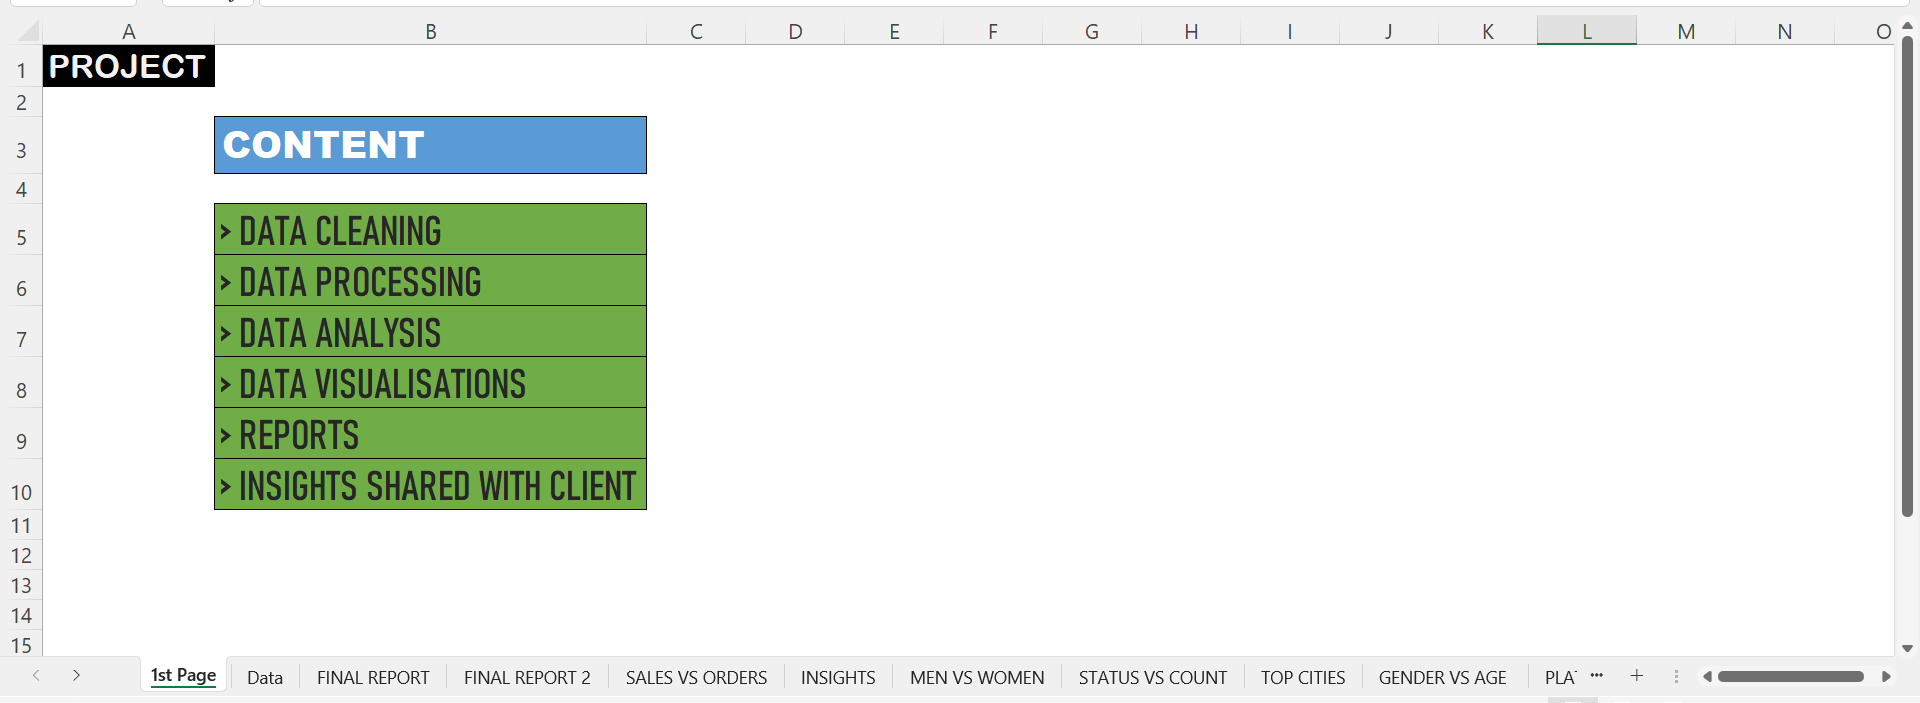 A B C D E F G H I J K L M N O
1 PROJECT
2
3 CONTENT
4
5 > DATA CLEANING
6 > DATA PROCESSING
7 > DATA ANALYSIS
8 > DATA VISUALISATIONS
9 > REPORTS
10 > INSIGHTS SHARED WITH CLIENT
11
12
13
14
15
1st Page Data FINAL REPORT FINAL REPORT 2 SALES VS ORDERS INSIGHTS MEN VS WOMEN STATUS VS COUNT TOP CITIES GENDER VS AGE